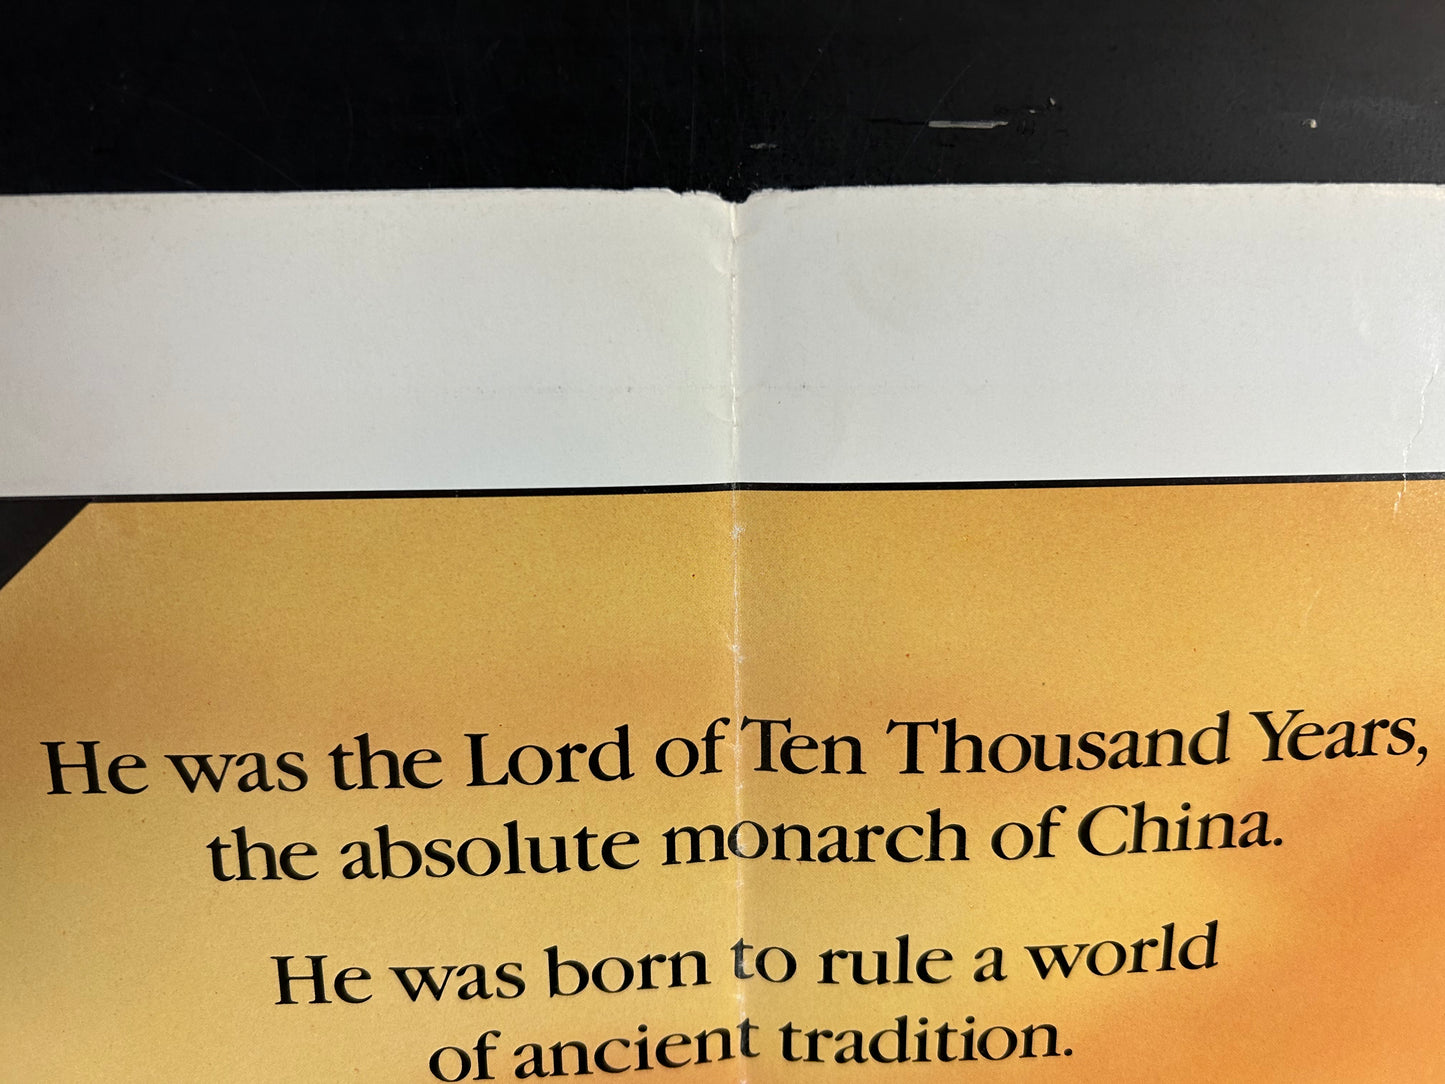 He was the Lord of Ten Thousand Years,
the absolute monarch of China.
He was born to rule a world
of ancient tradition.